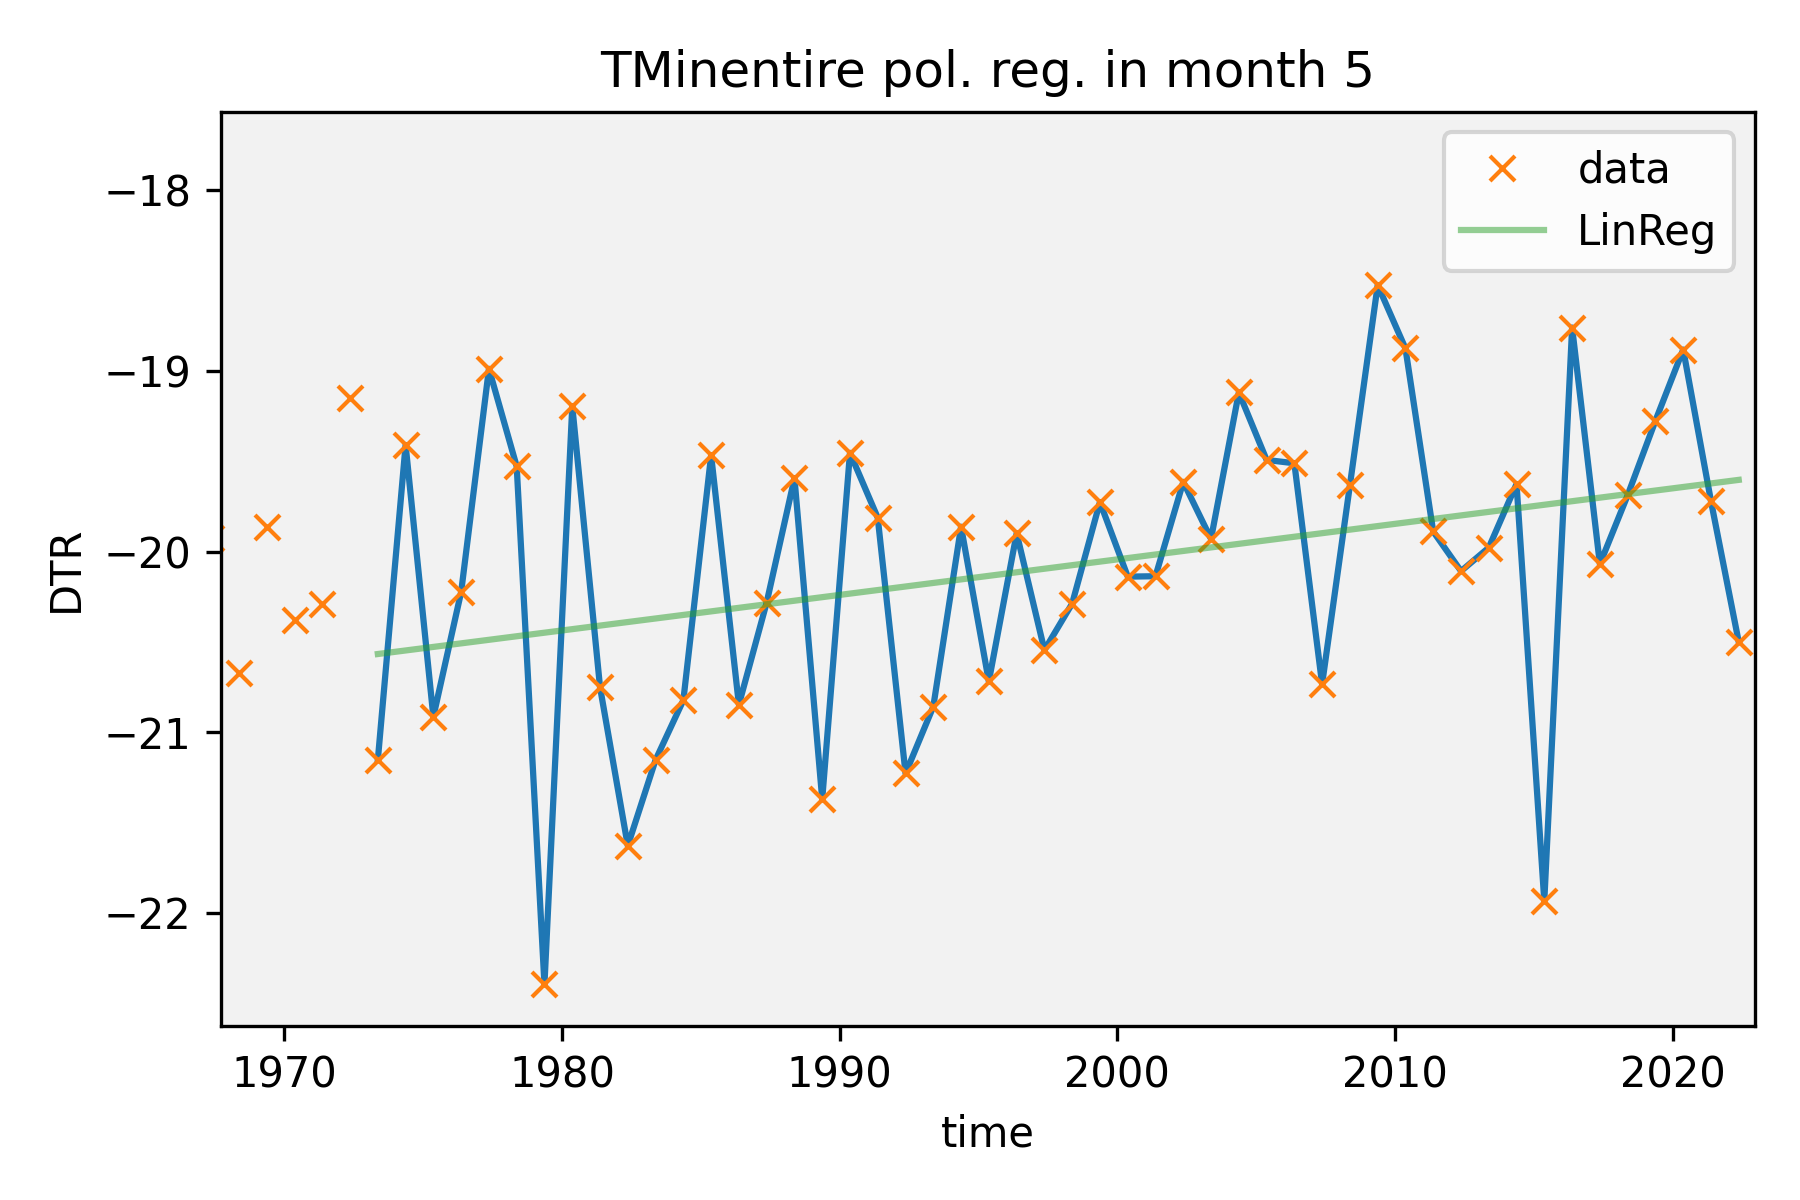 TMinentire pol. reg. in month 5
data
LinReg
DTR
−18
−19
−20
−21
−22
1970 1980 1990 2000 2010 2020
time